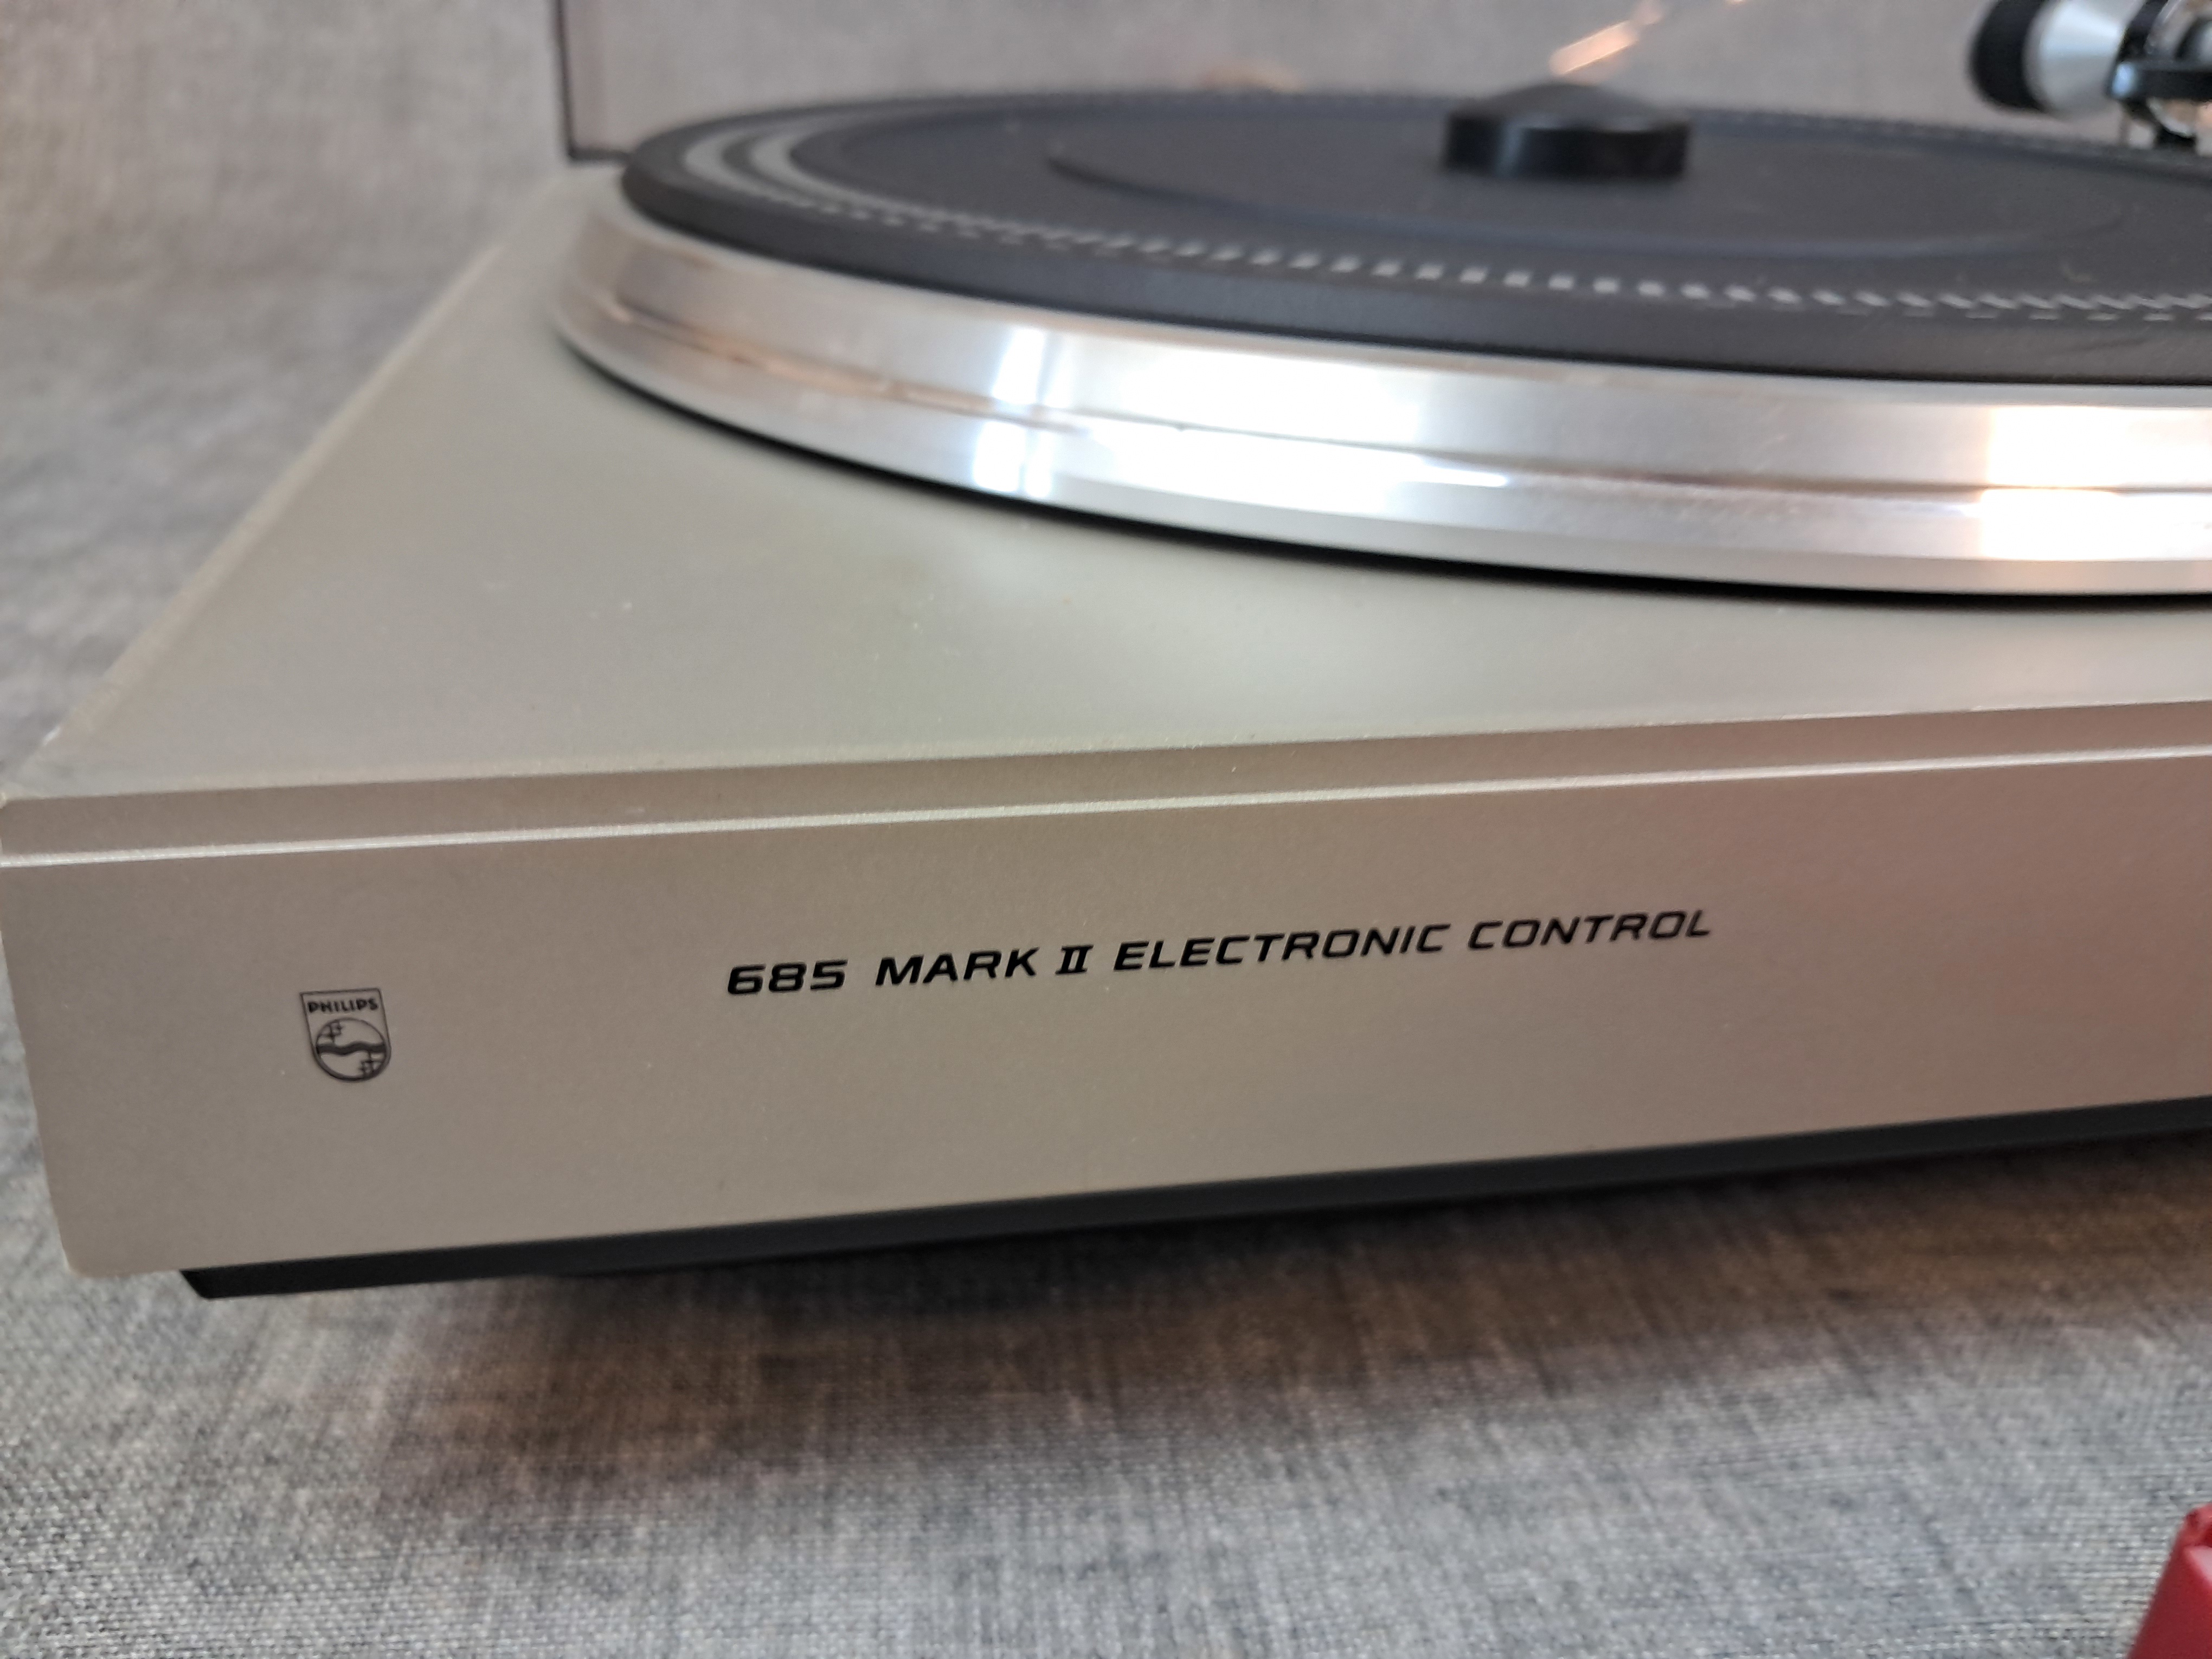 685 MARK II ELECTRONIC CONTROL
PHILIPS